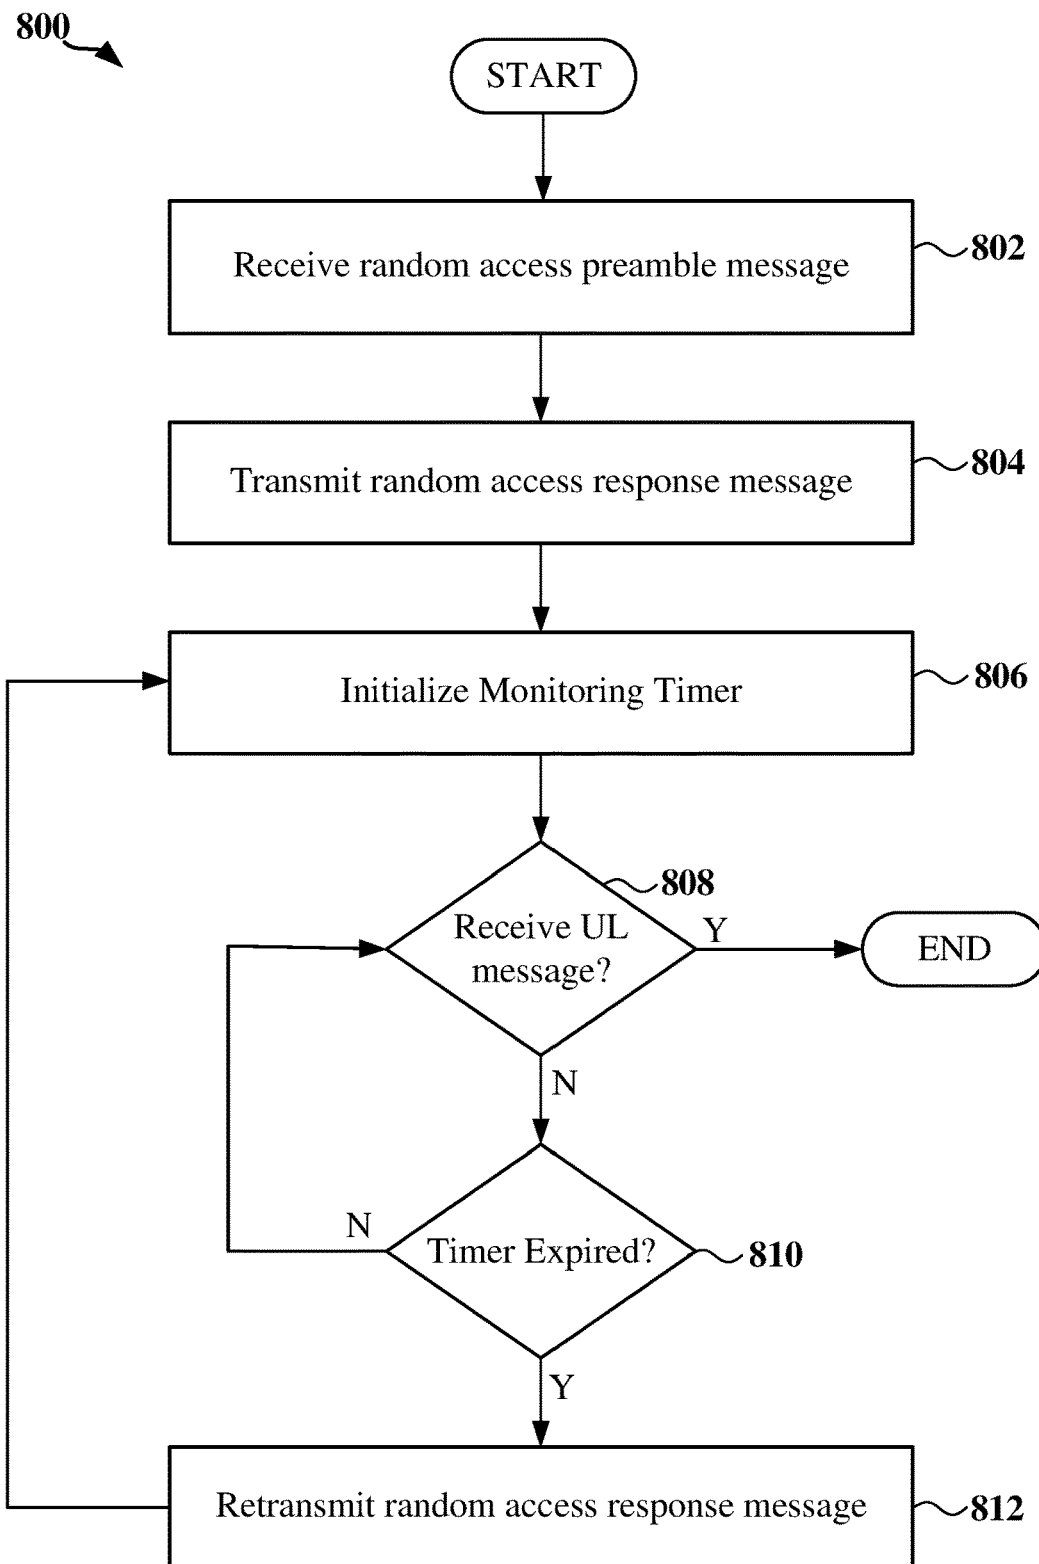 800
START
Receive random access preamble message
802
Transmit random access response message
804
Initialize Monitoring Timer
806
808
Receive UL
message?
Y
END
N
N
Timer Expired?
810
Y
Retransmit random access response message
812